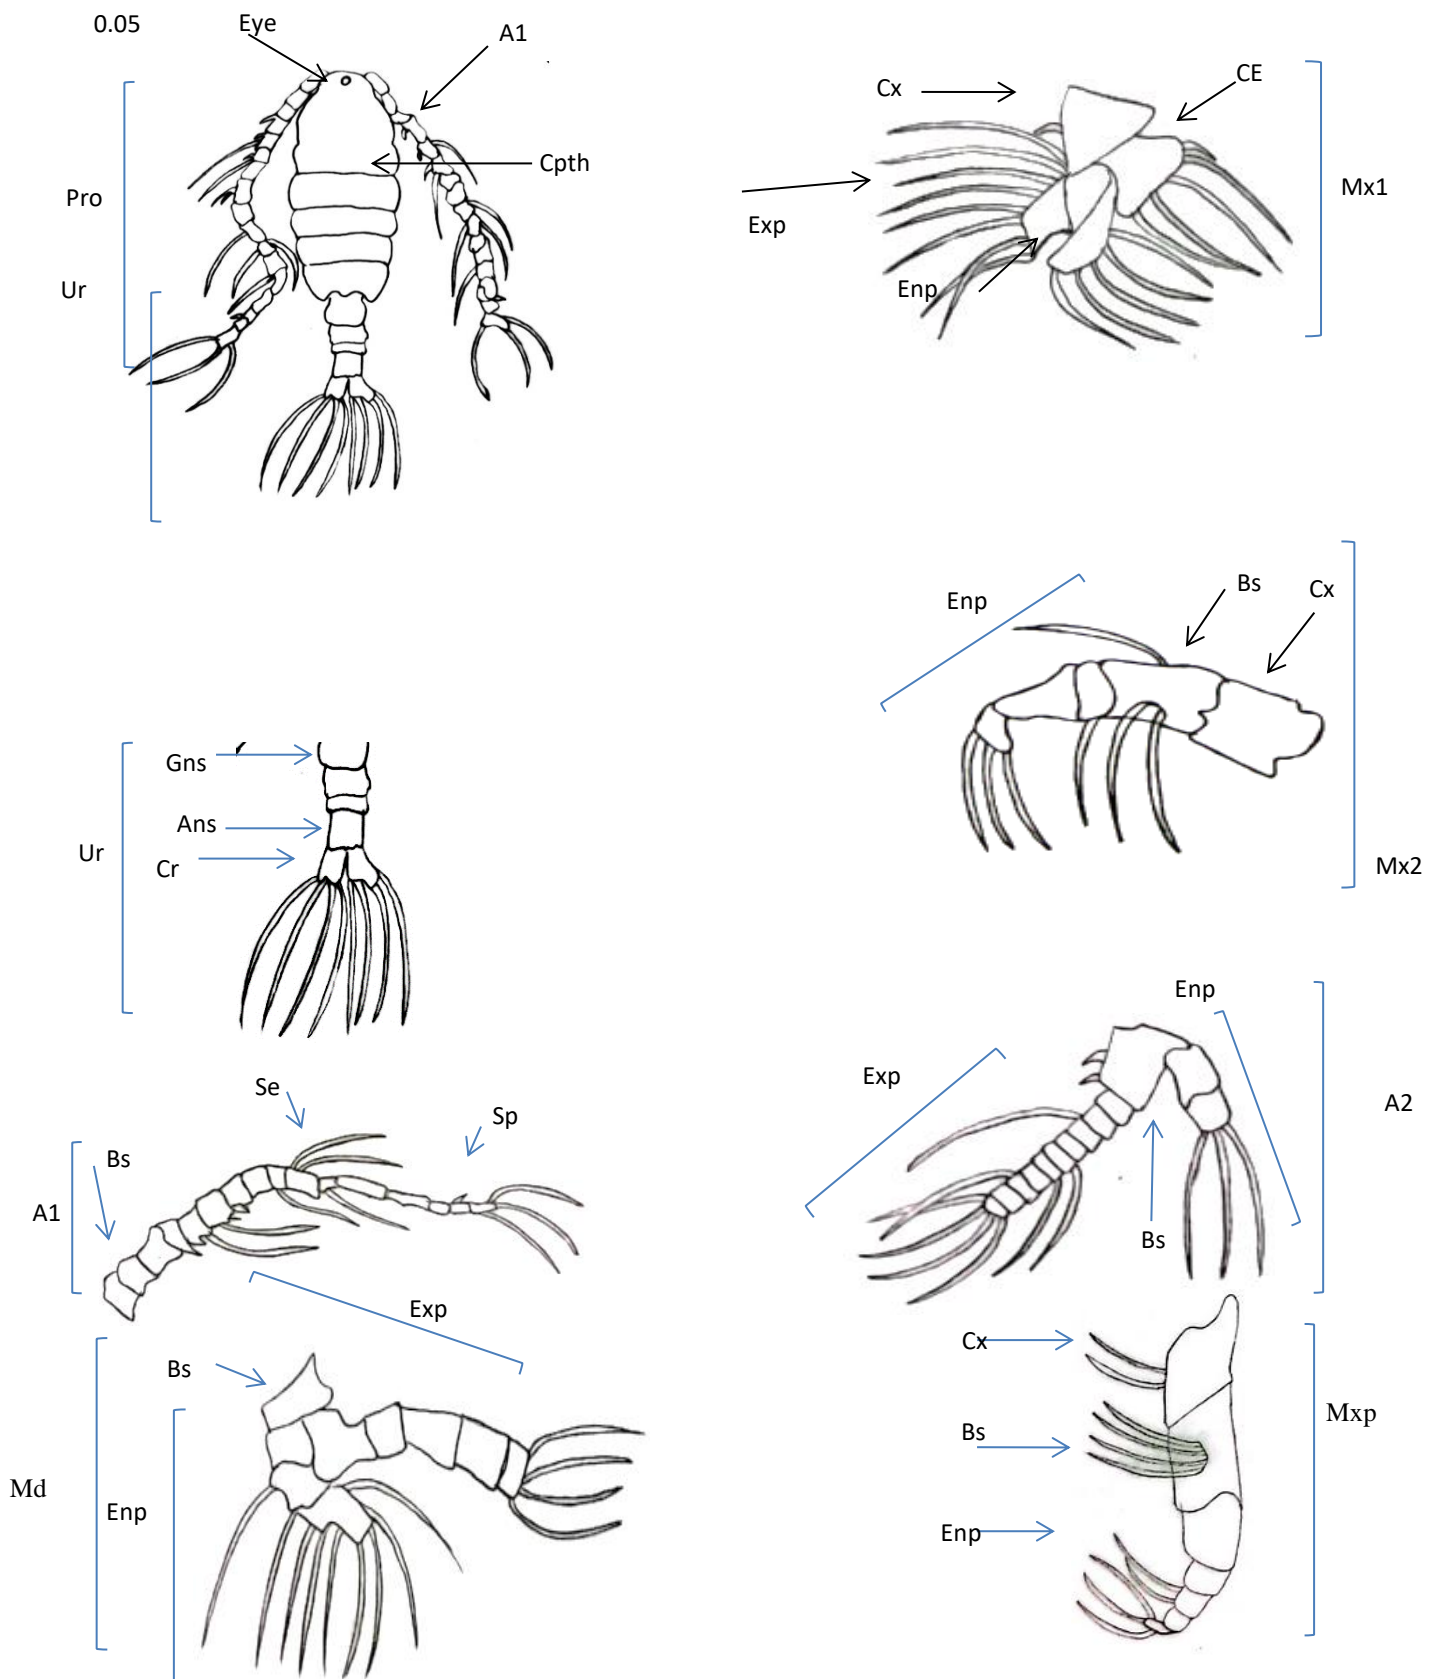 0.05
Eye
A1
Cpth
Pro
Ur
Cx
CE
Mx1
Exp
Enp
Enp
Bs
Cx
Mx2
Gns
Ans
Ur
Cr
Se
Sp
Bs
A1
Enp
Exp
A2
Bs
Exp
Bs
Md
Enp
Cx
Mxp
Bs
Enp